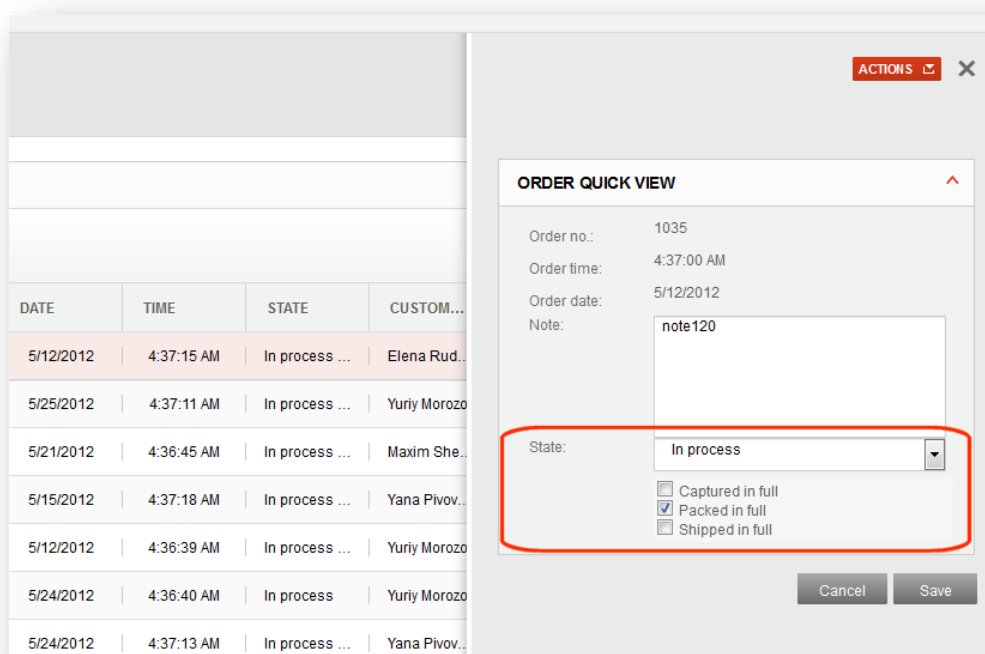 ACTIONS
ORDER QUICK VIEW
Order no.: 1035
Order time: 4:37:00 AM
Order date: 5/12/2012
Note: note120
State: In process
Captured in full
Packed in full
Shipped in full
Cancel Save
DATE TIME STATE CUSTOM...
5/12/2012 4:37:15 AM In process ... Elena Rud...
5/25/2012 4:37:11 AM In process ... Yuriy Morozo
5/21/2012 4:36:45 AM In process ... Maxim She...
5/15/2012 4:37:18 AM In process ... Yana Pivov...
5/12/2012 4:36:39 AM In process ... Yuriy Morozo
5/24/2012 4:36:40 AM In process Yuriy Morozo
5/24/2012 4:37:13 AM In process ... Yana Pivov...